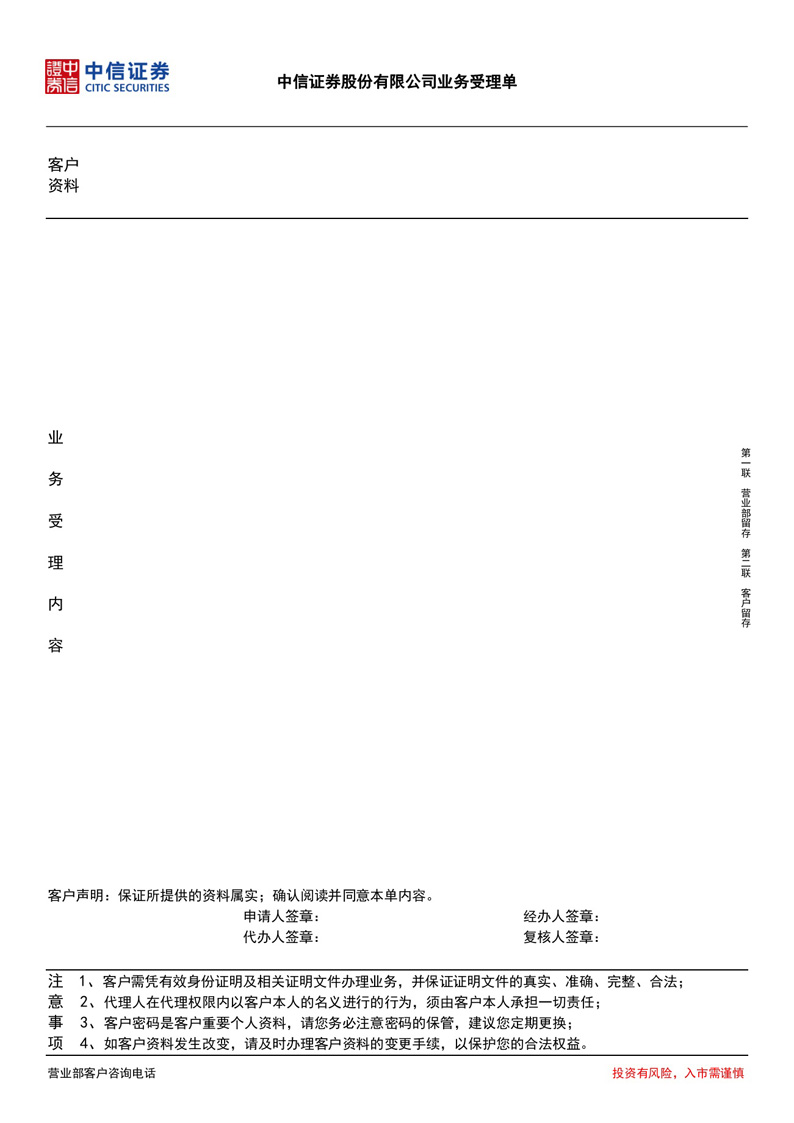 證中
券信
中信证券
CITIC SECURITIES
中信证券股份有限公司业务受理单
客户
资料
业
务
受
理
内
容
第一联 营业部留存 第二联 客户留存
客户声明：保证所提供的资料属实；确认阅读并同意本单内容。
申请人签章： 经办人签章：
代办人签章： 复核人签章：
注 1、客户需凭有效身份证明及相关证明文件办理业务，并保证证明文件的真实、准确、完整、合法；
意 2、代理人在代理权限内以客户本人的名义进行的行为，须由客户本人承担一切责任；
事 3、客户密码是客户重要个人资料，请您务必注意密码的保管，建议您定期更换；
项 4、如客户资料发生改变，请及时办理客户资料的变更手续，以保护您的合法权益。
营业部客户咨询电话 投资有风险，入市需谨慎